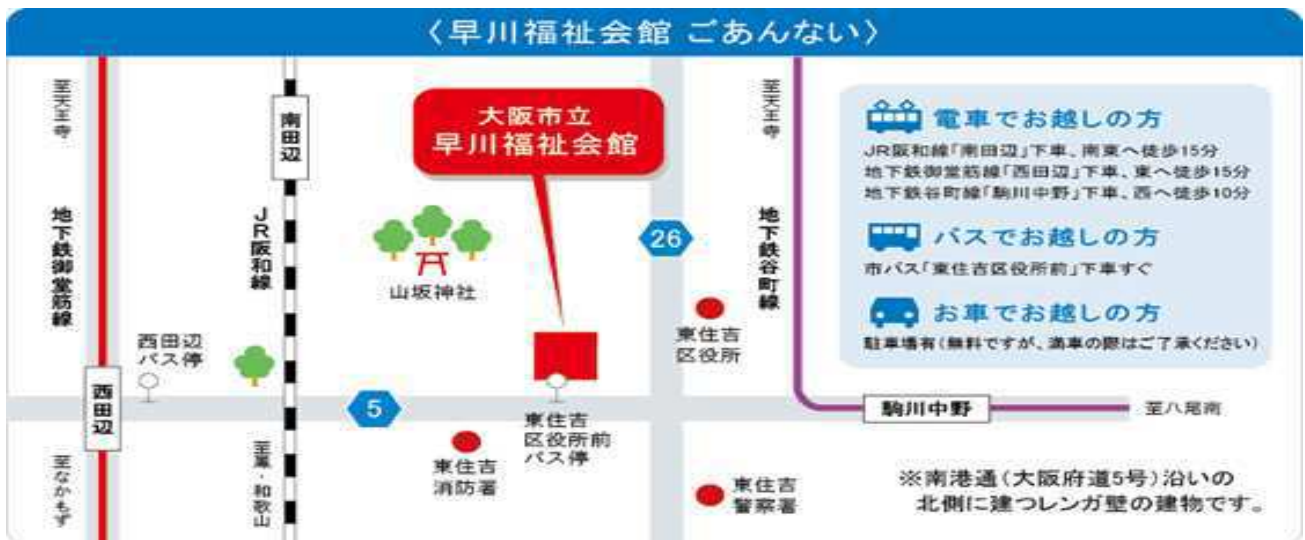 〈早川福祉会館 ごあんない〉
至天王寺
地下鉄御堂筋線
西田辺
至なかもず
西田辺
バス停
南田辺
JR阪和線
至鳳・和歌山
大阪市立
早川福祉会館
山坂神社
5
東住吉
消防署
東住吉
区役所前
バス停
26
東住吉
区役所
東住吉
警察署
至天王寺
地下鉄谷町線
駒川中野
至八尾南
電車でお越しの方
JR阪和線「南田辺」下車、南東へ徒歩15分
地下鉄御堂筋線「西田辺」下車、東へ徒歩15分
地下鉄谷町線「駒川中野」下車、西へ徒歩10分
バスでお越しの方
市バス「東住吉区役所前」下車すぐ
お車でお越しの方
駐車場有(無料ですが、満車の際はご了承ください)
※南港通(大阪府道5号)沿いの
北側に建つレンガ壁の建物です。